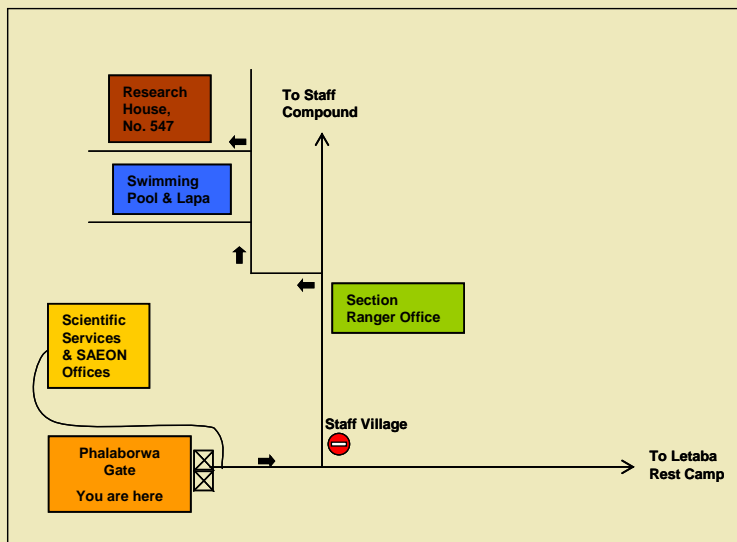 Research
House,
No. 547
To Staff
Compound
Swimming
Pool & Lapa
Section
Ranger Office
Scientific
Services
& SAEON
Offices
Staff Village
Phalaborwa
Gate
You are here
To Letaba
Rest Camp